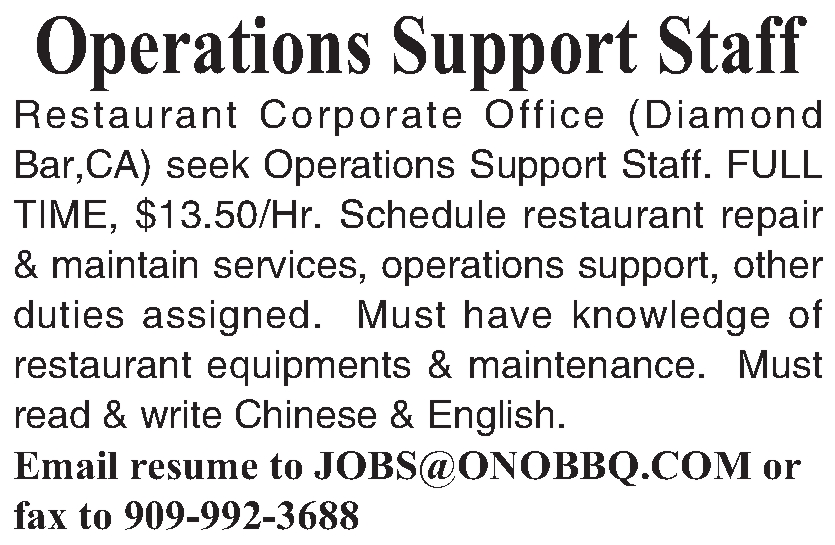 Operations Support Staff
Restaurant Corporate Office (Diamond
Bar,CA) seek Operations Support Staff. FULL
TIME, $13.50/Hr. Schedule restaurant repair
& maintain services, operations support, other
duties assigned. Must have knowledge of
restaurant equipments & maintenance. Must
read & write Chinese & English.
Email resume to JOBS@ONOBBQ.COM or
fax to 909-992-3688